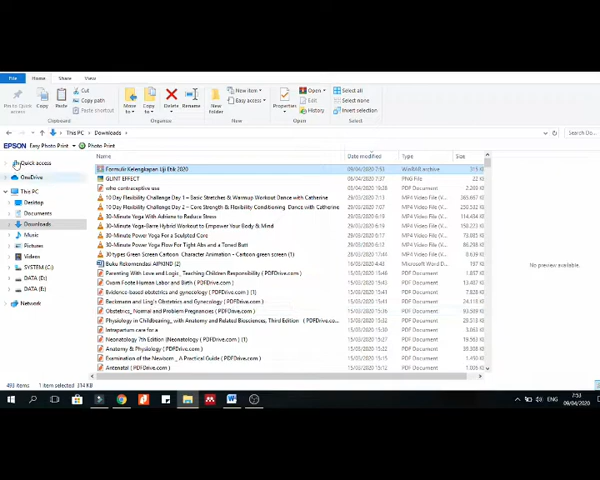 File Home Share View
Pin to Quick access Copy Paste Cut Copy path Paste shortcut Move to Copy to Delete Rename New folder New item Easy access Properties Open Edit History Select all Select none Invert selection
Clipboard Organize New Open Select
This PC Downloads Search Do...
EPSON Easy Photo Print Photo Print
Name Date modified Type Size
Quick access
OneDrive
This PC
Desktop
Documents
Downloads
Music
Pictures
Videos
SYSTEM (C:)
DATA (D:)
DATA (E:)
Network
Formulir Kelengkapan Uji Etik 2020 09/04/2020 7:51 WinRAR archive
GLINT EFFECT PNG File
who contraceptive use PDF Document
10 Day Flexibility Challenge Day 1 – Basic Stretches & Warmup Workout Dance with Catherine MP4 Video File (V...
10 Day Flexibility Challenge Day 2 – Core Strength & Flexibility Conditioning Dance with Catherine MP4 Video File (V...
30-Minute Yoga With Adriene to Reduce Stress MP4 Video File (V...
30-Minute Yoga-Barre Hybrid Workout to Empower Your Body & Mind MP4 Video File (V...
30-Minute Power Yoga For a Sculpted Core MP4 Video File (V...
30-Minute Power Yoga Flow For Tight Abs and a Toned Butt MP4 Video File (V...
30 types Green Screen Cartoon Character Animation - Cartoon green screen (1) MP4 Video File (V...
Buku Rekomendasi AIPKIND (2) Microsoft Word D...
Parenting With Love and Logic_ Teaching Children Responsibility ( PDFDrive.com ) PDF Document
Oxorn Foote Human Labor and Birth ( PDFDrive.com ) PDF Document
Evidence-based obstetrics and gynecology ( PDFDrive.com ) (1) PDF Document
Beckmann and Ling's Obstetrics and Gynecology ( PDFDrive.com ) PDF Document
Obstetrics_ Normal and Problem Pregnancies ( PDFDrive.com ) PDF Document
Physiology in Childbearing_ with Anatomy and Related Biosciences, Third Edition ( PDFDrive.C... PDF Document
Intrapartum care for a PDF Document
Neonatology 7th Edition (Neonatology) ( PDFDrive.com ) (1) PDF Document
Anatomy & Physiology ( PDFDrive.com ) PDF Document
Examination of the Newborn _ A Practical Guide ( PDFDrive.com ) PDF Document
Antenatal ( PDFDrive.com ) PDF Document
No preview available.
493 items 1 item selected 314 KB
ENG 7:53
09/04/2020